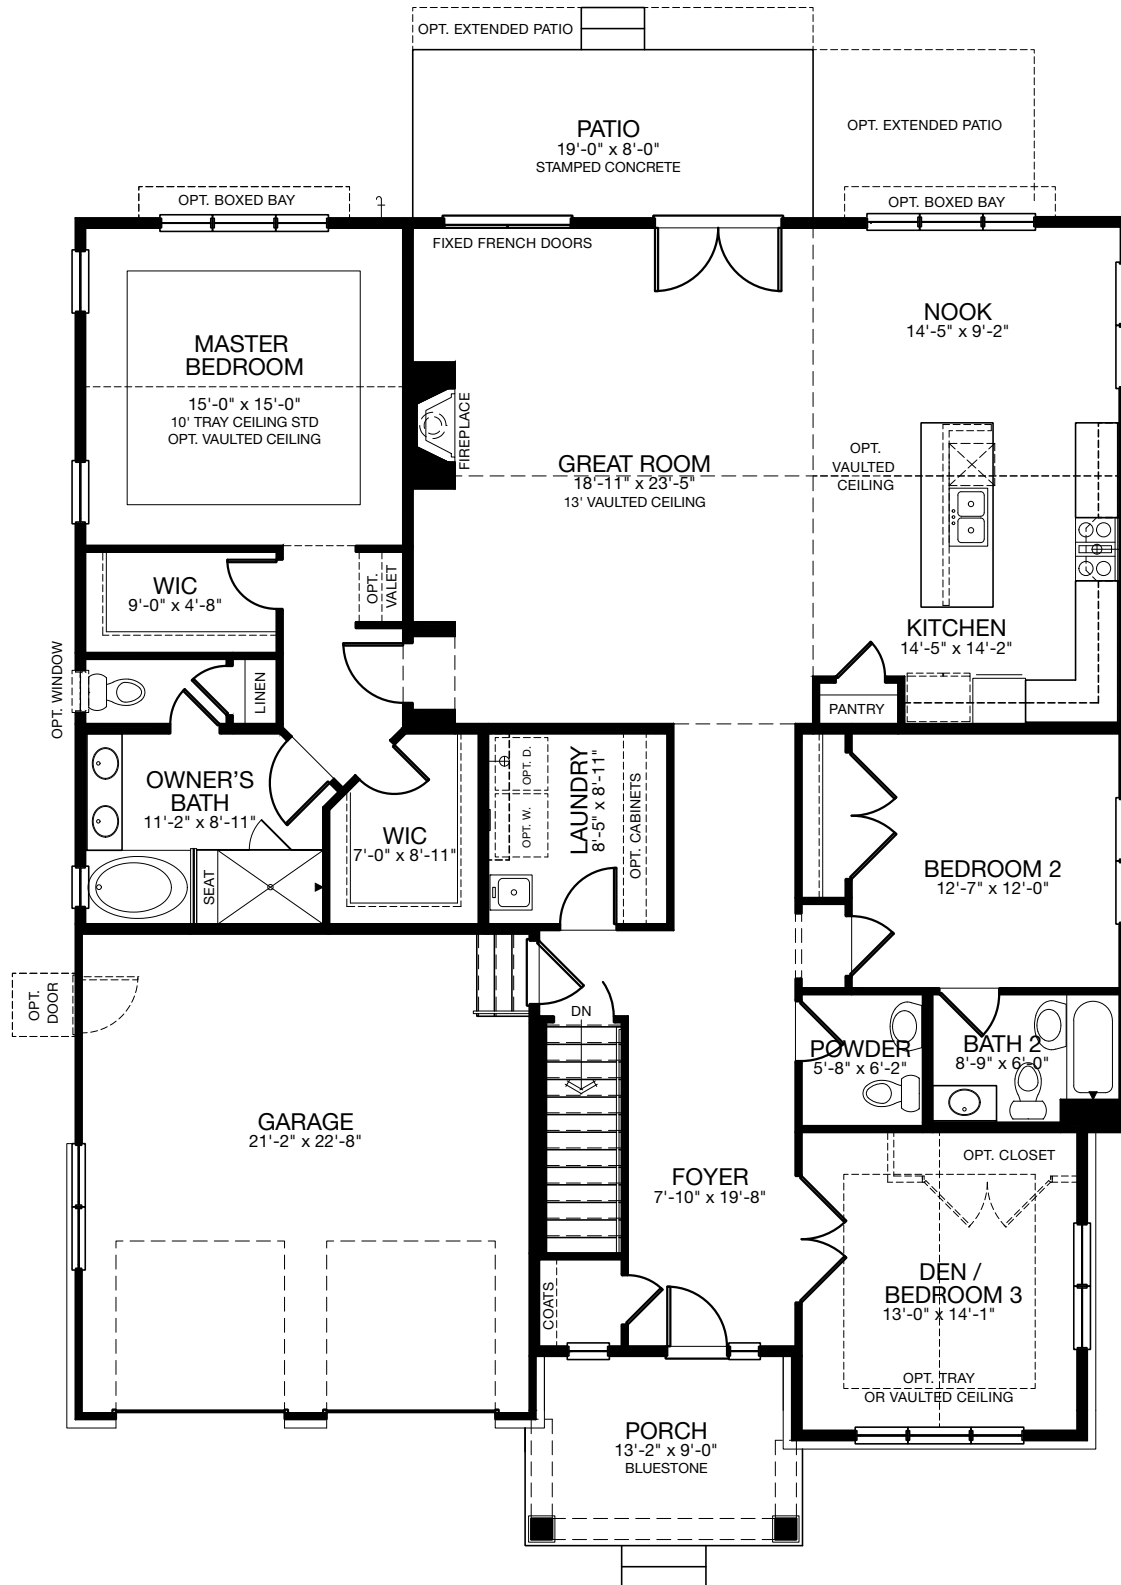 OPT. EXTENDED PATIO
PATIO
19'-0" x 8'-0"
STAMPED CONCRETE
OPT. EXTENDED PATIO
OPT. BOXED BAY
OPT. BOXED BAY
FIXED FRENCH DOORS
NOOK
14'-5" x 9'-2"
MASTER
BEDROOM
15'-0" x 15'-0"
10' TRAY CEILING STD
OPT. VAULTED CEILING
FIREPLACE
GREAT ROOM
18'-11" x 23'-5"
13' VAULTED CEILING
OPT.
VAULTED
CEILING
WIC
9'-0" x 4'-8"
OPT.
VALET
KITCHEN
14'-5" x 14'-2"
OPT. WINDOW
LINEN
PANTRY
OWNER'S
BATH
11'-2" x 8'-11"
WIC
7'-0" x 8'-11"
OPT. D.
OPT. W.
LAUNDRY
8'-5" x 8'-11"
OPT. CABINETS
SEAT
BEDROOM 2
12'-7" x 12'-0"
OPT.
DOOR
DN
POWDER
5'-8" x 6'-2"
BATH 2
8'-9" x 6'-0"
GARAGE
21'-2" x 22'-8"
FOYER
7'-10" x 19'-8"
OPT. CLOSET
DEN /
BEDROOM 3
13'-0" x 14'-1"
COATS
OPT. TRAY
OR VAULTED CEILING
PORCH
13'-2" x 9'-0"
BLUESTONE